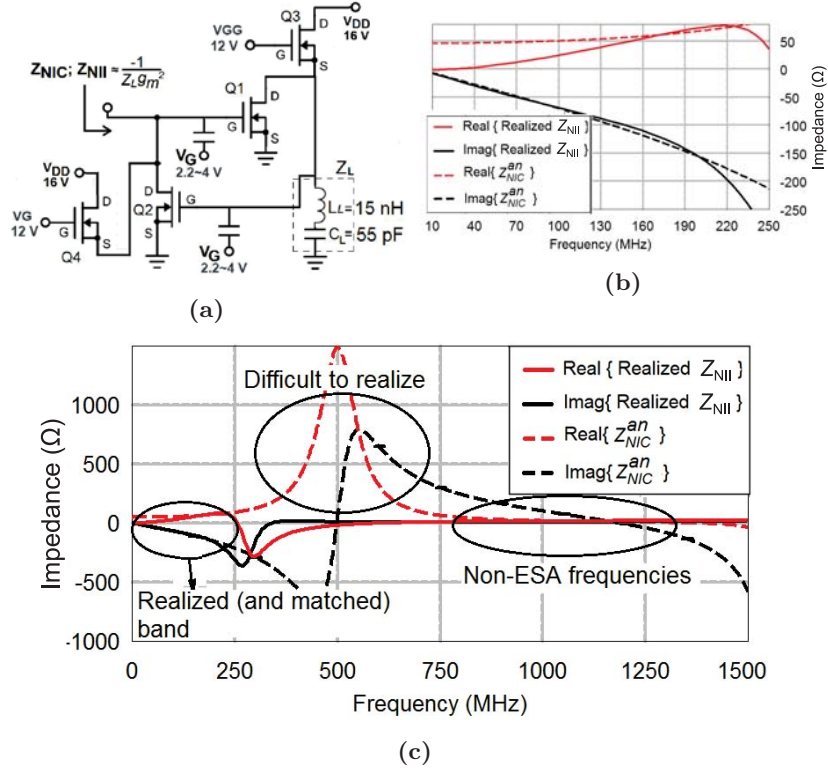 Q3
D
VDD
16 V
VGG
12 V
G
S
ZNIC; ZNII ≈ -1 / ZLgm²
Q1
D
G
S
VG
2.2~4 V
ZL
VDD
16 V
D
VG
12 V
G
S
Q4
D
Q2
G
S
VG
2.2~4 V
LL=15 nH
CL=55 pF
(a)
50
0
-50
-100
-150
-200
-250
Impedance (Ω)
Real { Realized ZNII }
Imag{ Realized ZNII }
Real{ Z^an_NIC }
Imag{ Z^an_NIC }
10 40 70 100 130 160 190 220 250
Frequency (MHz)
(b)
1000
500
0
-500
-1000
Impedance (Ω)
Difficult to realize
Real { Realized ZNII }
Imag{ Realized ZNII }
Real{ Z^an_NIC }
Imag{ Z^an_NIC }
Non-ESA frequencies
Realized (and matched)
band
0 250 500 750 1000 1250 1500
Frequency (MHz)
(c)